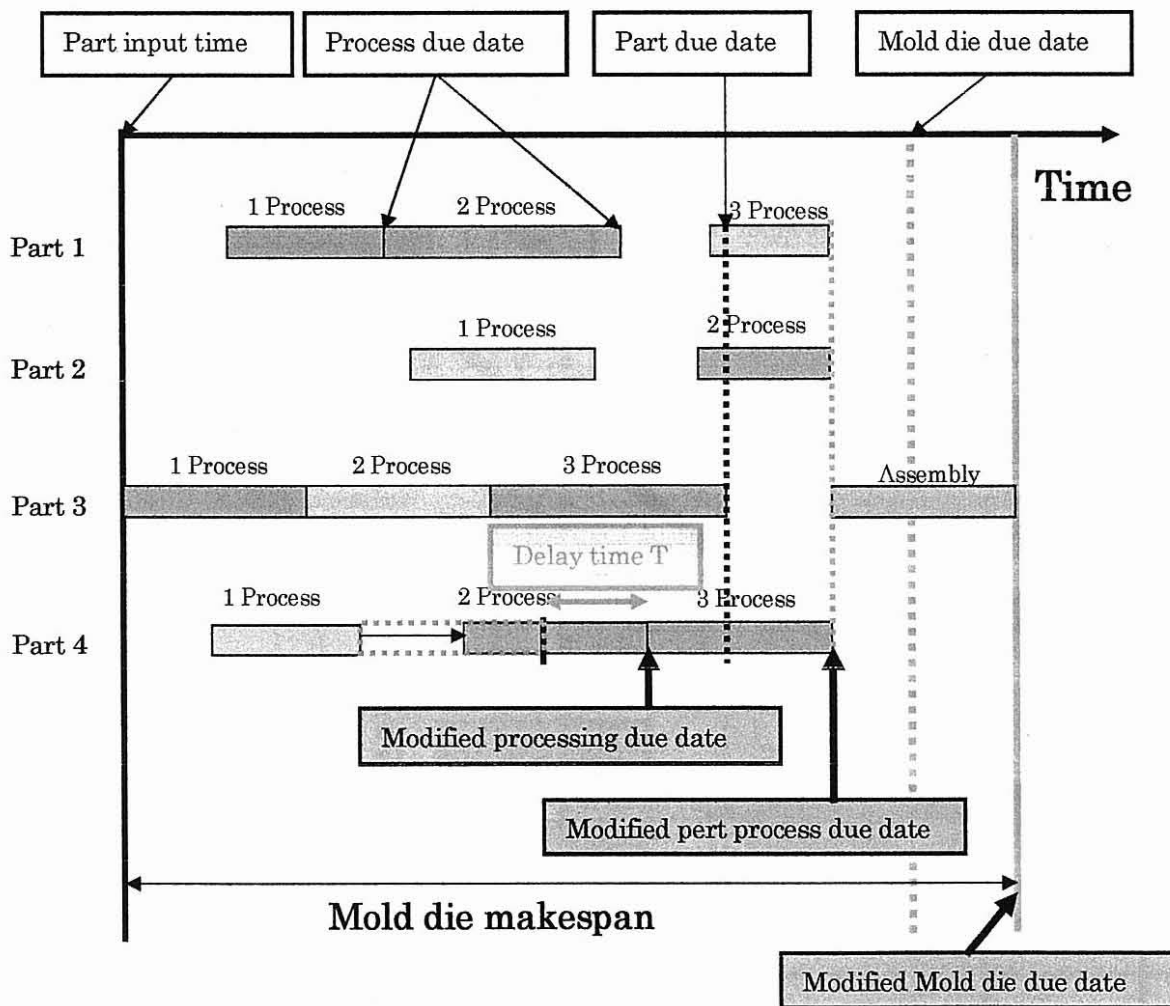 Part input time
Process due date
Part due date
Mold die due date
Time
1 Process
2 Process
3 Process
Part 1
1 Process
2 Process
Part 2
1 Process
2 Process
3 Process
Assembly
Part 3
Delay time T
1 Process
2 Process
3 Process
Part 4
Modified processing due date
Modified pert process due date
Mold die makespan
Modified Mold die due date